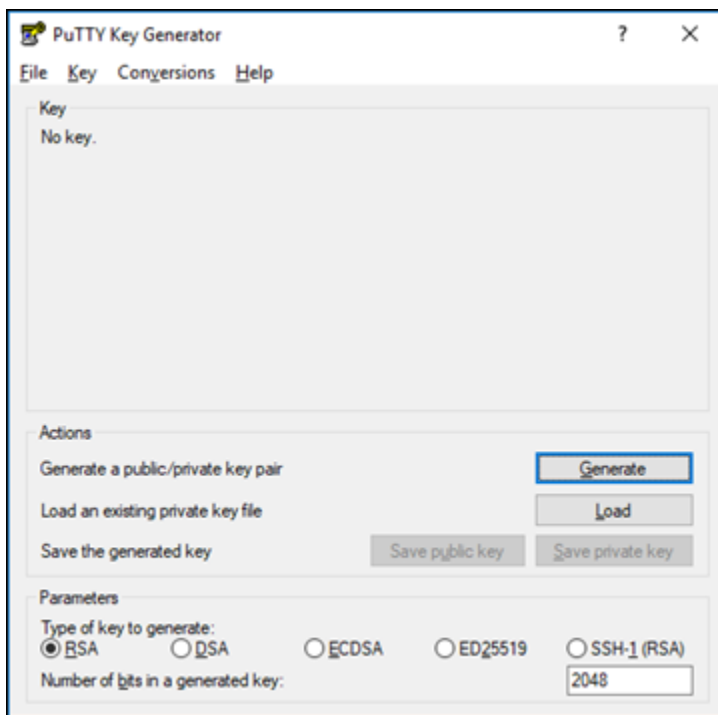 PuTTY Key Generator ?
File Key Conversions Help
Key
No key.
Actions
Generate a public/private key pair Generate
Load an existing private key file Load
Save the generated key Save public key Save private key
Parameters
Type of key to generate:
RSA DSA ECDSA ED25519 SSH-1 (RSA)
Number of bits in a generated key: 2048